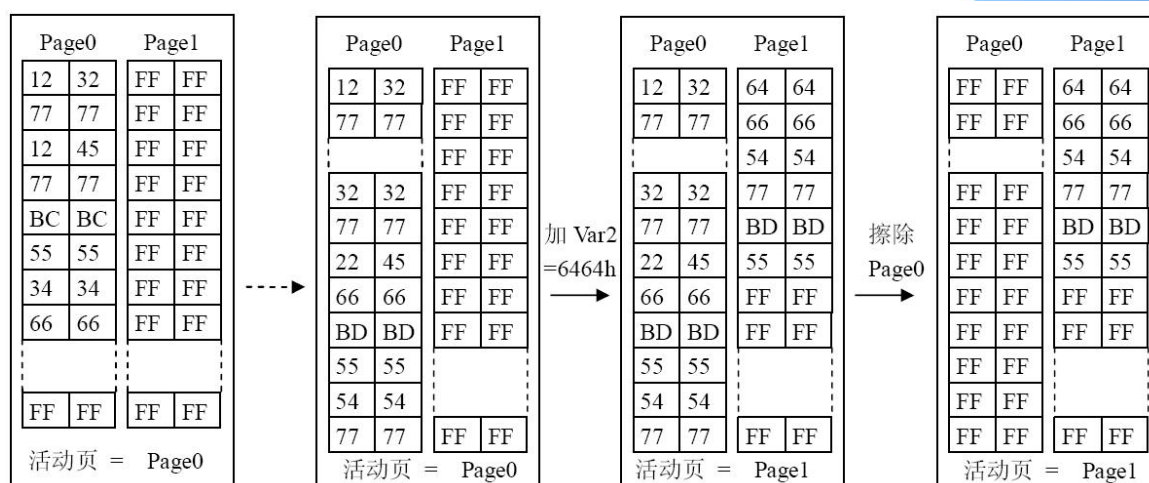 Page0 Page1
12 32 FF FF
77 77 FF FF
12 45 FF FF
77 77 FF FF
BC BC FF FF
55 55 FF FF
34 34 FF FF
66 66 FF FF
FF FF FF FF
活动页 = Page0
Page0 Page1
12 32 FF FF
77 77 FF FF
FF FF
32 32 FF FF
77 77 FF FF
22 45 FF FF
66 66 FF FF
BD BD FF FF
55 55
54 54
77 77 FF FF
活动页 = Page0
加 Var2
=6464h
Page0 Page1
12 32 64 64
77 77 66 66
54 54
32 32 77 77
77 77 BD BD
22 45 55 55
66 66 FF FF
BD BD FF FF
55 55
54 54
77 77 FF FF
活动页 = Page1
擦除
Page0
Page0 Page1
FF FF 64 64
FF FF 66 66
54 54
FF FF 77 77
FF FF BD BD
FF FF 55 55
FF FF FF FF
FF FF FF FF
FF FF
FF FF
FF FF FF FF
活动页 = Page1